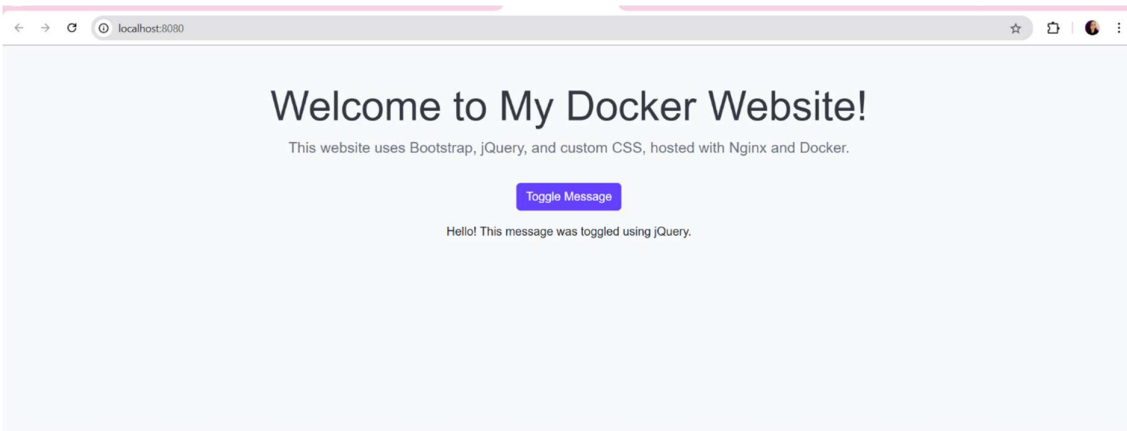 localhost:8080
Welcome to My Docker Website!
This website uses Bootstrap, jQuery, and custom CSS, hosted with Nginx and Docker.
Toggle Message
Hello! This message was toggled using jQuery.